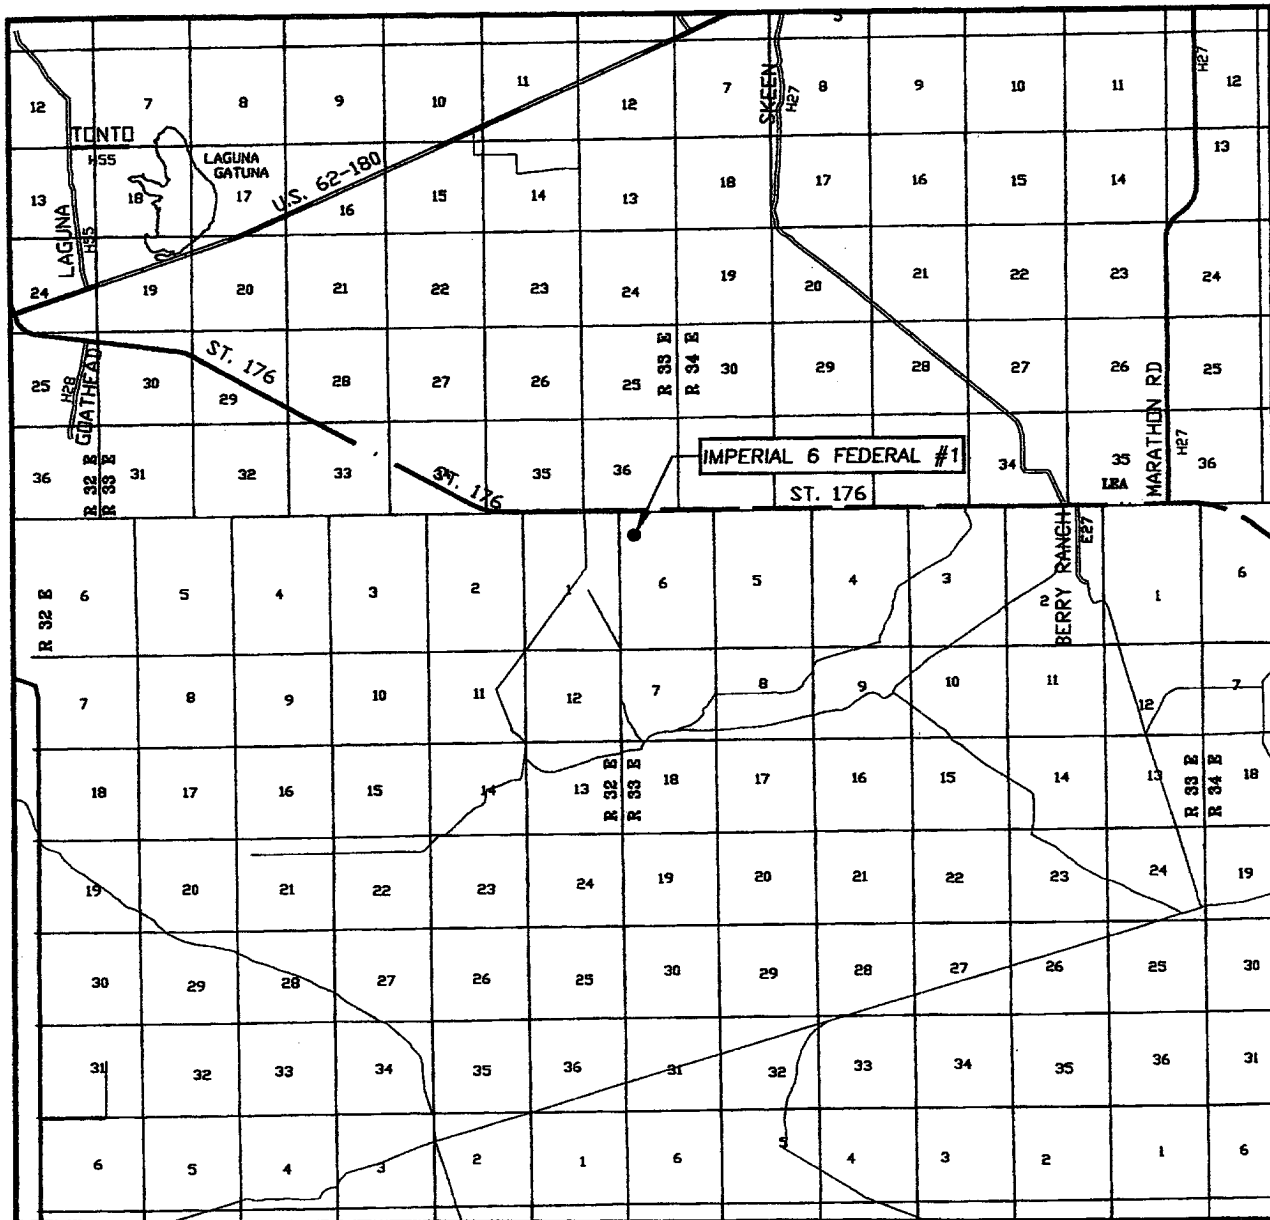 5
12 7 8 9 10 11 12 7 8 9 10 11 12
SKEEN
H27
H27
TONTO
H55
LAGUNA
GATUNA
U.S. 62-180
13
13 18 17 16 15 14 13 18 17 16 15 14
LAGUNA
H55
24 19 20 21 22 23 24 19 20 21 22 23 24
ST. 176
R 33 E
R 34 E
25 30 29 28 27 26 25 30 29 28 27 26 25
H28
GOATHEAD
MARATHON RD
H27
IMPERIAL 6 FEDERAL #1
36 31 32 33 34 35 36 34 35 36
R 32 E
R 33 E
ST. 176
ST. 176
LEA
BERRY RANCH
E27
R 32 E
6 5 4 3 2 1 6 5 4 3 2 1 6
7 8 9 10 11 12 7 8 9 10 11 12 7
R 32 E
R 33 E
R 33 E
R 34 E
18 17 16 15 14 13 18 17 16 15 14 13 18
19 20 21 22 23 24 19 20 21 22 23 24 19
30 29 28 27 26 25 30 29 28 27 26 25 30
31 32 33 34 35 36 31 32 33 34 35 36 31
6 5 4 3 2 1 6 5 4 3 2 1 6